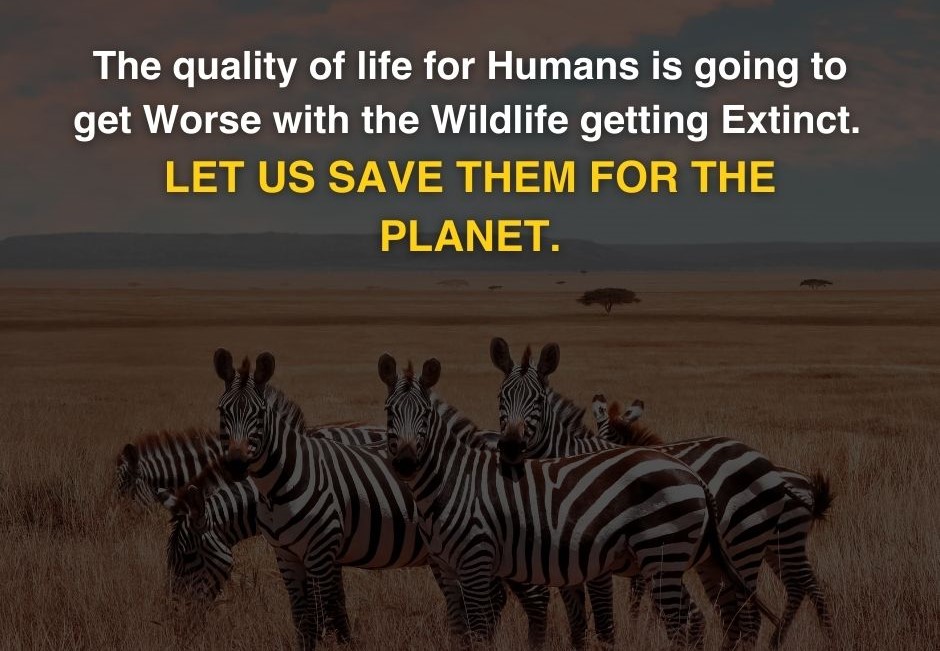 The quality of life for Humans is going to
get Worse with the Wildlife getting Extinct.
LET US SAVE THEM FOR THE
PLANET.